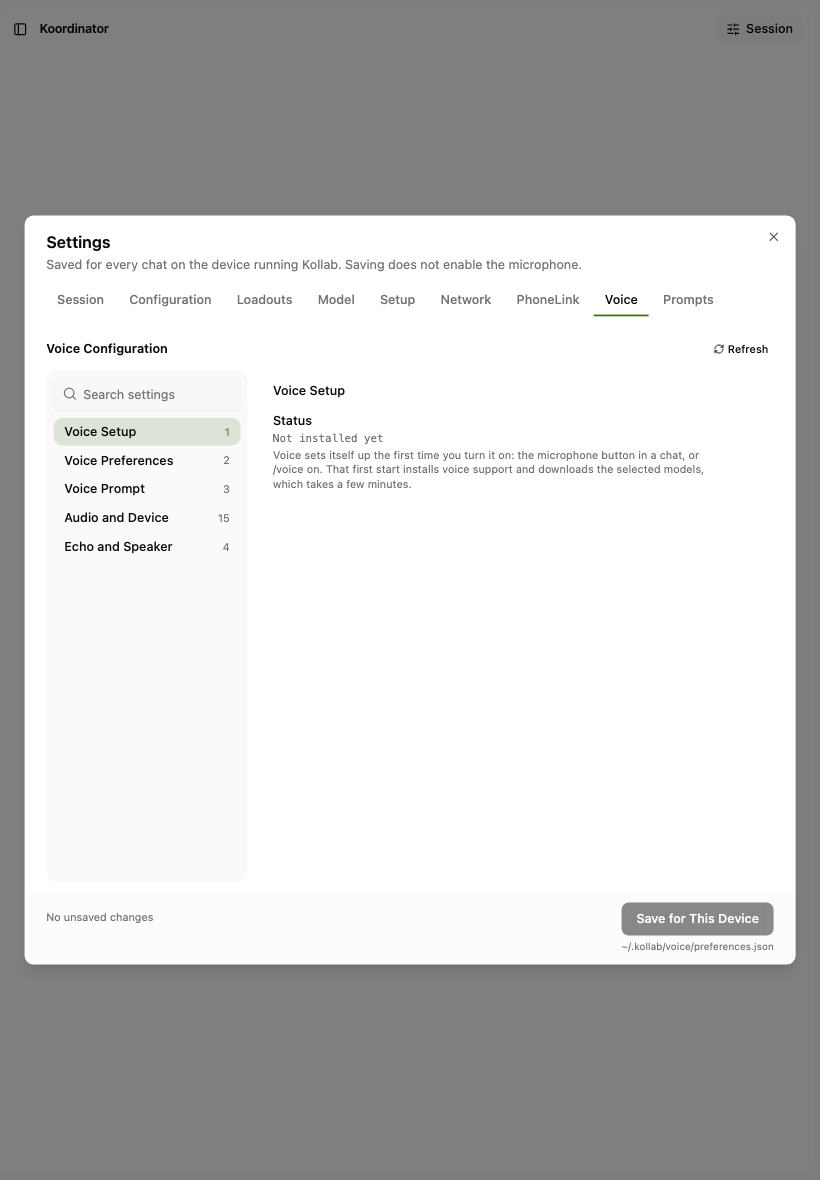 Koordinator
Session
Settings
Saved for every chat on the device running Kollab. Saving does not enable the microphone.
Session Configuration Loadouts Model Setup Network PhoneLink Voice Prompts
Voice Configuration
Refresh
Search settings
Voice Setup 1
Voice Preferences 2
Voice Prompt 3
Audio and Device 15
Echo and Speaker 4
Voice Setup
Status
Not installed yet
Voice sets itself up the first time you turn it on: the microphone button in a chat, or
/voice on. That first start installs voice support and downloads the selected models,
which takes a few minutes.
No unsaved changes
Save for This Device
~/.kollab/voice/preferences.json